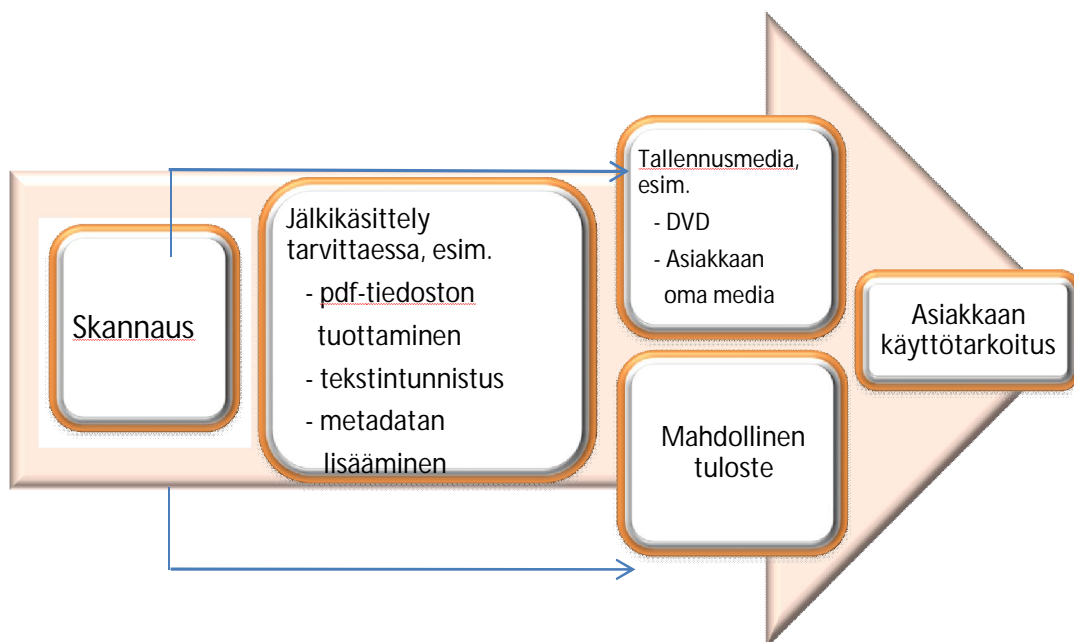 Skannaus
Jälkikäsittely
tarvittaessa, esim.
- pdf-tiedoston
tuottaminen
- tekstintunnistus
- metadatan
lisääminen
Tallennusmedia,
esim.
- DVD
- Asiakkaan
oma media
Mahdollinen
tuloste
Asiakkaan
käyttötarkoitus